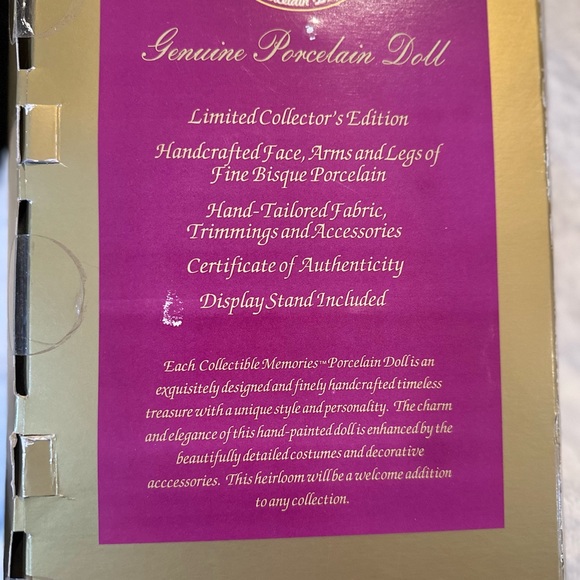 Genuine Porcelain Doll
Limited Collector's Edition
Handcrafted Face, Arms and Legs of
Fine Bisque Porcelain
Hand-Tailored Fabric,
Trimmings and Accessories
Certificate of Authenticity
Display Stand Included
Each Collectible Memories™ Porcelain Doll is an
exquisitely designed and finely handcrafted timeless
treasure with a unique style and personality. The charm
and elegance of this hand-painted doll is enhanced by the
beautifully detailed costumes and decorative
acccessories. This heirloom will be a welcome addition
to any collection.